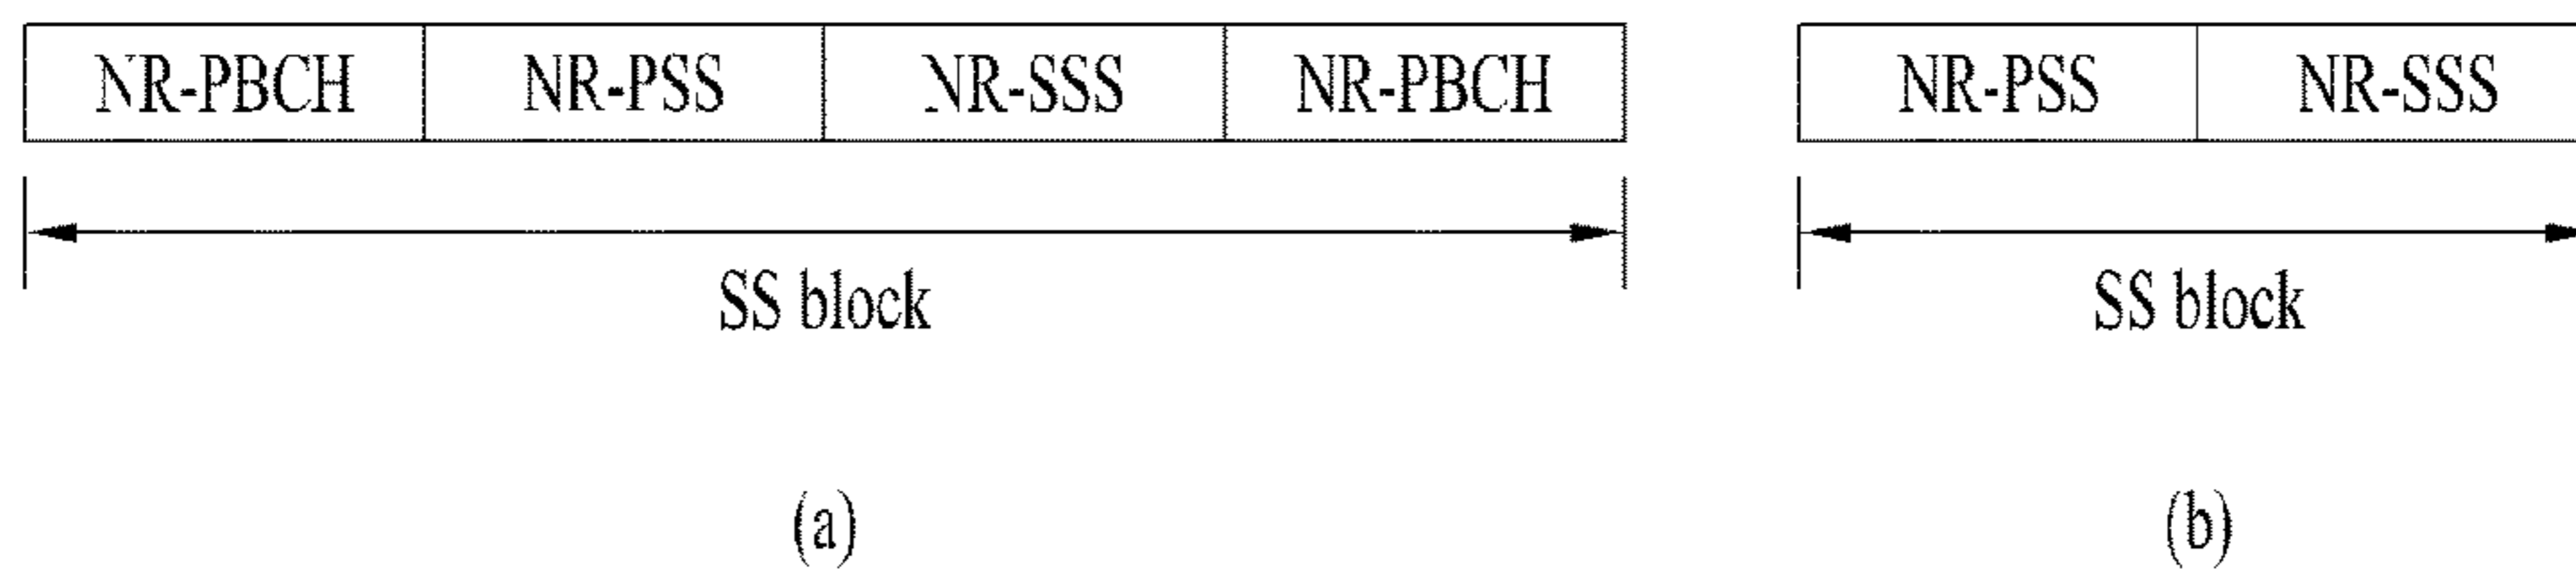 NR-PBCH NR-PSS NR-SSS NR-PBCH NR-PSS NR-SSS
SS block SS block
(a) (b)